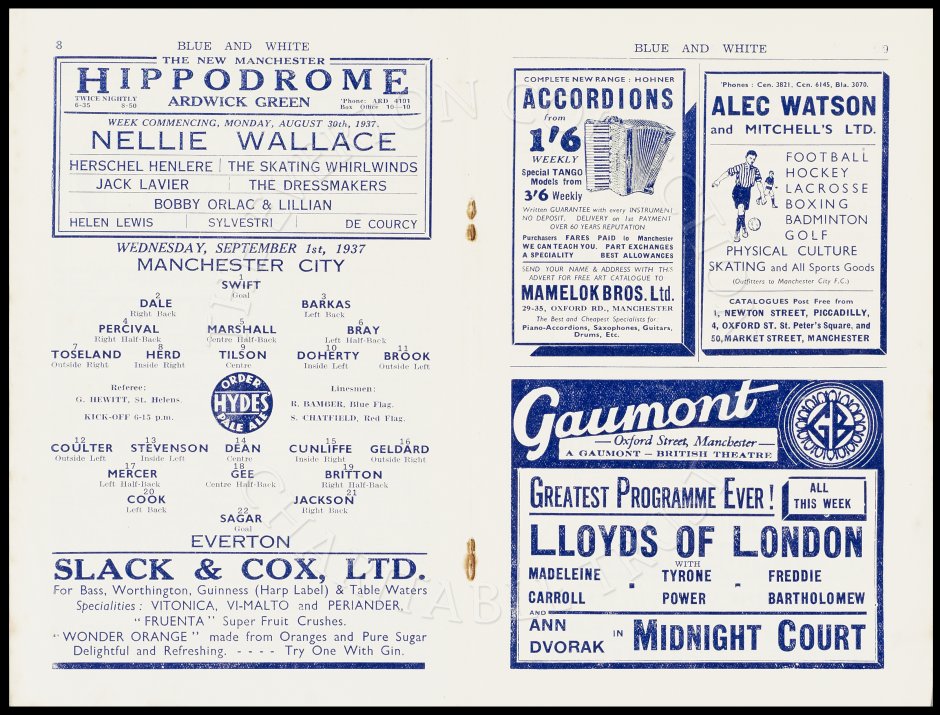 8
BLUE AND WHITE
THE NEW MANCHESTER
HIPPODROME
TWICE NIGHTLY
6-35 8-50
ARDWICK GREEN
'Phone: ARD 4101
Box Office 10—10
WEEK COMMENCING, MONDAY, AUGUST 30th, 1937.
NELLIE WALLACE
HERSCHEL HENLERE THE SKATING WHIRLWINDS
JACK LAVIER THE DRESSMAKERS
BOBBY ORLAC & LILLIAN
HELEN LEWIS SYLVESTRI DE COURCY
WEDNESDAY, SEPTEMBER 1st, 1937
MANCHESTER CITY
1
SWIFT
Goal
2 3
DALE BARKAS
Right Back Left Back
4 5 6
PERCIVAL MARSHALL BRAY
Right Half-Back Centre Half-Back Left Half-Back
7 8 9 10 11
TOSELAND HERD TILSON DOHERTY BROOK
Outside Right Inside Right Centre Inside Left Outside Left
Referee:
G. HEWITT, St. Helens.
KICK-OFF 6-15 p.m.
ORDER
HYDES'
PALE ALE
Linesmen:
R. BAMBER, Blue Flag.
S. CHATFIELD, Red Flag.
12 13 14 15 16
COULTER STEVENSON DEAN CUNLIFFE GELDARD
Outside Left Inside Left Centre Inside Right Outside Right
17 18 19
MERCER GEE BRITTON
Left Half-Back Centre Half-Back Right Half-Back
20 21
COOK JACKSON
Left Back Right Back
22
SAGAR
Goal
EVERTON
SLACK & COX, LTD.
For Bass, Worthington, Guinness (Harp Label) & Table Waters
Specialities: VITONICA, VI-MALTO and PERIANDER,
"FRUENTA" Super Fruit Crushes.
"WONDER ORANGE" made from Oranges and Pure Sugar
Delightful and Refreshing. - - - - Try One With Gin.
BLUE AND WHITE
9
COMPLETE NEW RANGE: HOHNER
ACCORDIONS
from
1'6
WEEKLY
Special TANGO
Models from
3'6 Weekly
Written GUARANTEE with every INSTRUMENT
NO DEPOSIT. DELIVERY on 1st PAYMENT
OVER 60 YEARS REPUTATION
Purchasers FARES PAID to Manchester
WE CAN TEACH YOU. PART EXCHANGES
A SPECIALITY BEST ALLOWANCES
SEND YOUR NAME & ADDRESS WITH THIS
ADVERT FOR FREE ART CATALOGUE TO
MAMELOK BROS. Ltd.
29-35, OXFORD RD., MANCHESTER
The Best and Cheapest Specialists for:
Piano-Accordions, Saxophones, Guitars,
Drums, Etc.
'Phones: Cen. 3821, Cen. 6145, Bla. 3070.
ALEC WATSON
and MITCHELL'S LTD.
FOOTBALL
HOCKEY
LACROSSE
BOXING
BADMINTON
GOLF
PHYSICAL CULTURE
SKATING and All Sports Goods
(Outfitters to Manchester City F.C.)
CATALOGUES Post Free from
1, NEWTON STREET, PICCADILLY,
4, OXFORD ST. St. Peter's Square, and
50, MARKET STREET, MANCHESTER
Gaumont
—Oxford Street, Manchester—
A GAUMONT - BRITISH THEATRE
GB
GREATEST PROGRAMME EVER!
ALL
THIS WEEK
LLOYDS OF LONDON
WITH
MADELEINE TYRONE FREDDIE
CARROLL POWER BARTHOLOMEW
AND
ANN
DVORAK IN MIDNIGHT COURT